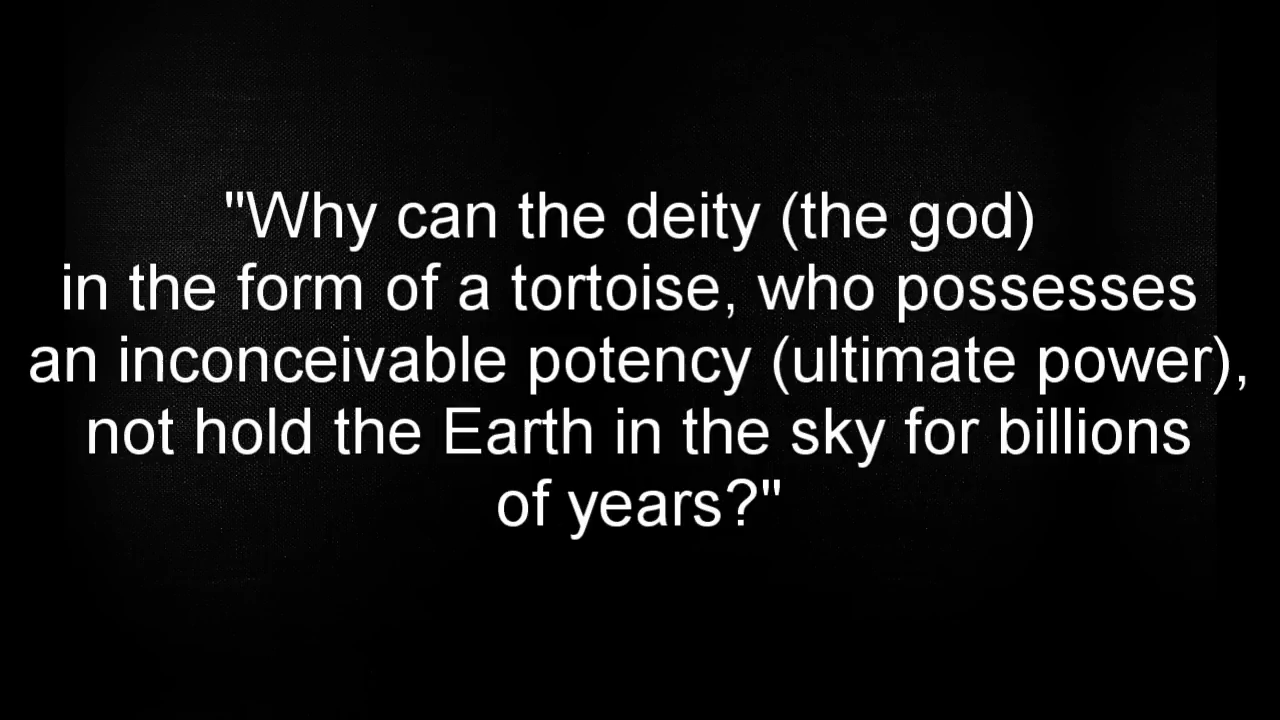 "Why can the deity (the god)
in the form of a tortoise, who possesses
an inconceivable potency (ultimate power),
not hold the Earth in the sky for billions
of years?"